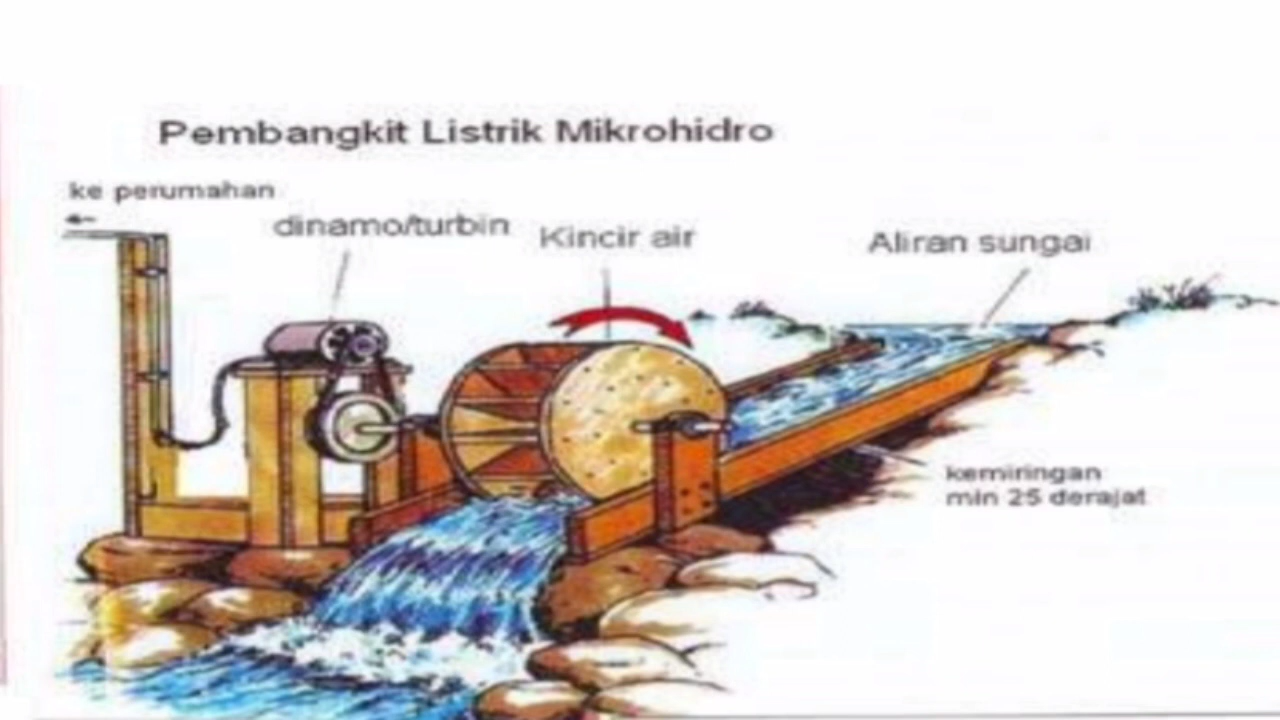 Pembangkit Listrik Mikrohidro
ke perumahan
dinamo/turbin
Kincir air
Aliran sungai
kemiringan
min 25 derajat